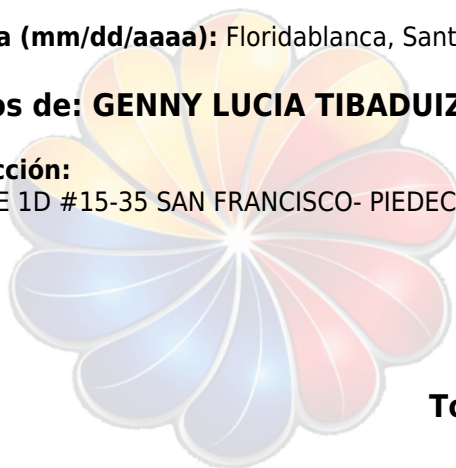 a (mm/dd/aaaa): Floridablanca, Sant
os de: GENNY LUCIA TIBADUIZ
cción:
E 1D #15-35 SAN FRANCISCO- PIEDEC
To